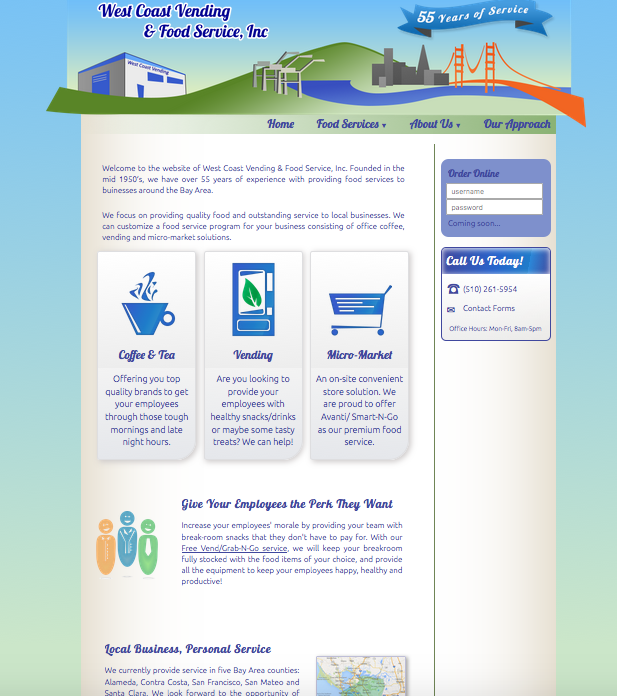 West Coast Vending
& Food Service, Inc
55 Years of Service
West Coast Vending
Home Food Services ▼ About Us ▼ Our Approach
Welcome to the website of West Coast Vending & Food Service, Inc. Founded in the
mid 1950's, we have over 55 years of experience with providing food services to
buinesses around the Bay Area.
We focus on providing quality food and outstanding service to local businesses. We
can customize a food service program for your business consisting of office coffee,
vending and micro-market solutions.
Coffee & Tea
Offering you top
quality brands to get
your employees
through those tough
mornings and late
night hours.
Vending
Are you looking to
provide your
employees with
healthy snacks/drinks
or maybe some tasty
treats? We can help!
Micro-Market
An on-site convenient
store solution. We
are proud to offer
Avanti/ Smart-N-Go
as our premium food
service.
Give Your Employees the Perk They Want
Increase your employees' morale by providing your team with
break-room snacks that they don't have to pay for. With our
Free Vend/Grab-N-Go service, we will keep your breakroom
fully stocked with the food items of your choice, and provide
all the equipment to keep your employees happy, healthy and
productive!
Local Business, Personal Service
We currently provide service in five Bay Area counties:
Alameda, Contra Costa, San Francisco, San Mateo and
Santa Clara. We look forward to the opportunity of
Order Online
username
password
Coming soon...
Call Us Today!
(510) 261-5954
Contact Forms
Office Hours: Mon-Fri, 8am-5pm